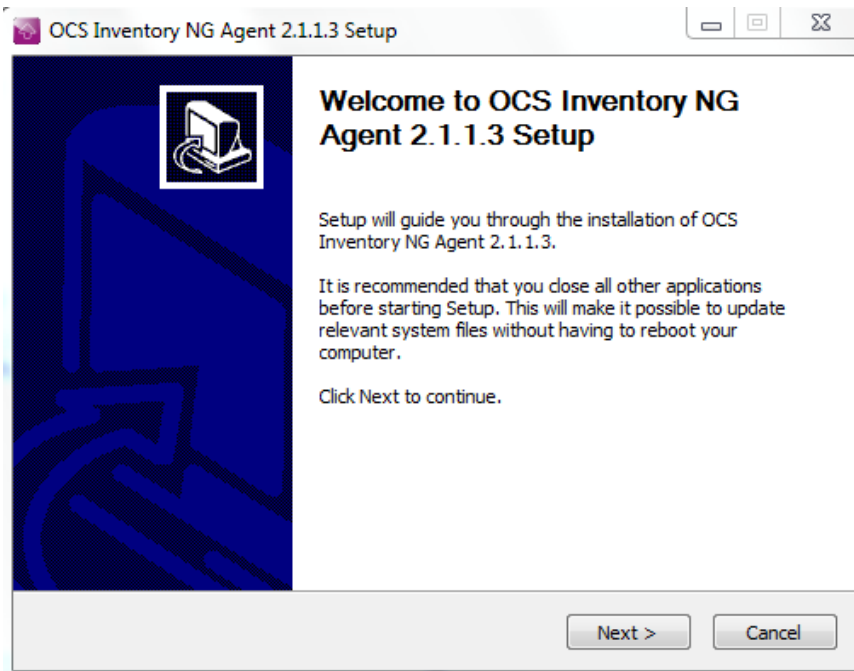 OCS Inventory NG Agent 2.1.1.3 Setup
Welcome to OCS Inventory NG
Agent 2.1.1.3 Setup
Setup will guide you through the installation of OCS
Inventory NG Agent 2.1.1.3.
It is recommended that you close all other applications
before starting Setup. This will make it possible to update
relevant system files without having to reboot your
computer.
Click Next to continue.
Next >
Cancel